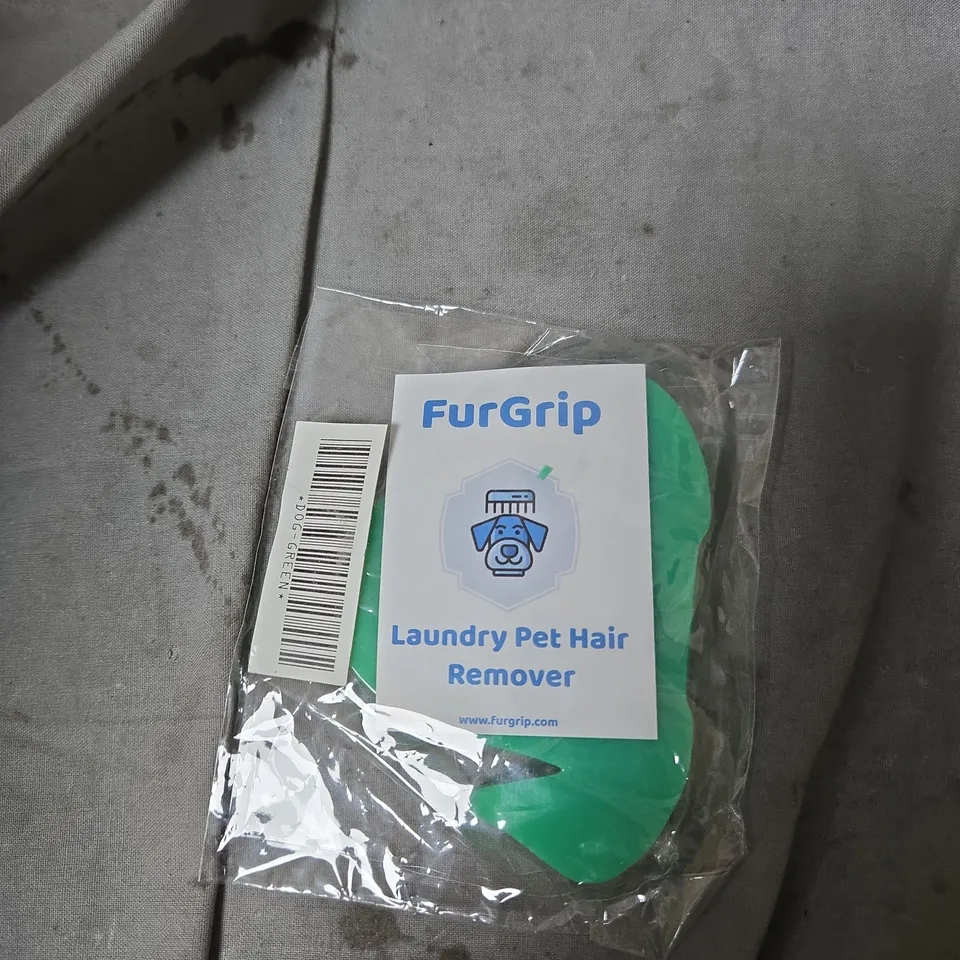 FurGrip
*DOG-GREEN*
Laundry Pet Hair
Remover
www.furgrip.com